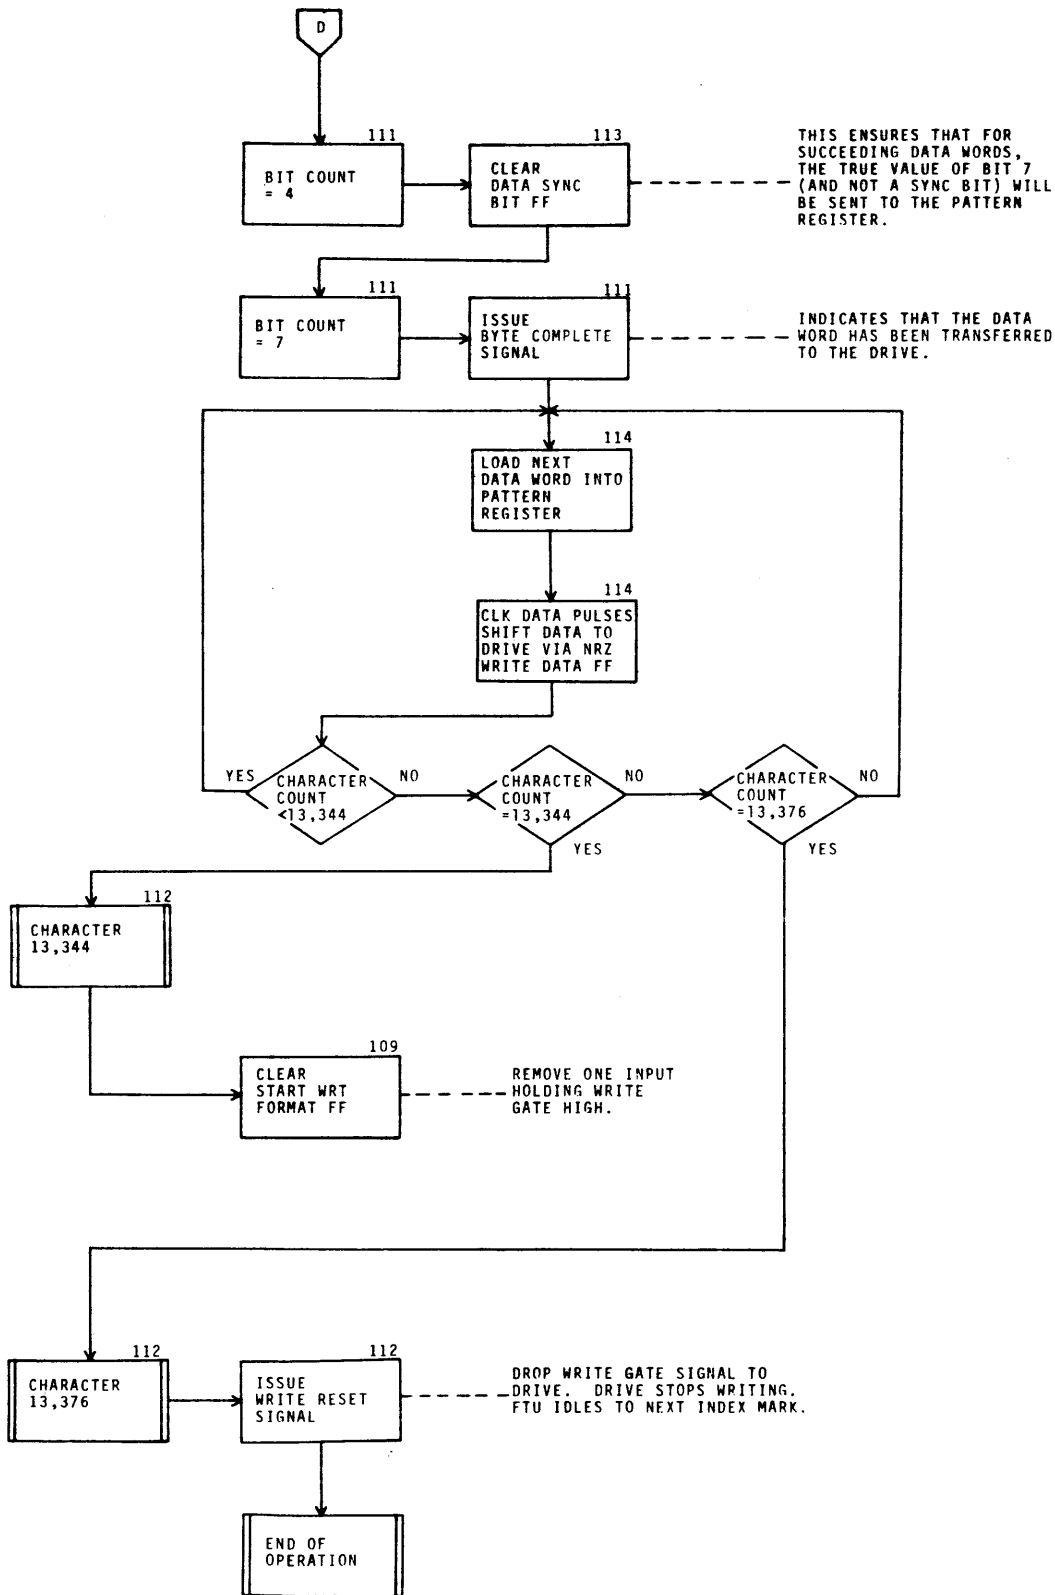 D
111
BIT COUNT
= 4
113
CLEAR
DATA SYNC
BIT FF
THIS ENSURES THAT FOR
SUCCEEDING DATA WORDS,
THE TRUE VALUE OF BIT 7
(AND NOT A SYNC BIT) WILL
BE SENT TO THE PATTERN
REGISTER.
111
BIT COUNT
= 7
111
ISSUE
BYTE COMPLETE
SIGNAL
INDICATES THAT THE DATA
WORD HAS BEEN TRANSFERRED
TO THE DRIVE.
114
LOAD NEXT
DATA WORD INTO
PATTERN
REGISTER
114
CLK DATA PULSES
SHIFT DATA TO
DRIVE VIA NRZ
WRITE DATA FF
YES
CHARACTER
COUNT
<13,344
NO
CHARACTER
COUNT
=13,344
NO
YES
CHARACTER
COUNT
=13,376
NO
YES
112
CHARACTER
13,344
109
CLEAR
START WRT
FORMAT FF
REMOVE ONE INPUT
HOLDING WRITE
GATE HIGH.
112
CHARACTER
13,376
112
ISSUE
WRITE RESET
SIGNAL
DROP WRITE GATE SIGNAL TO
DRIVE. DRIVE STOPS WRITING.
FTU IDLES TO NEXT INDEX MARK.
END OF
OPERATION